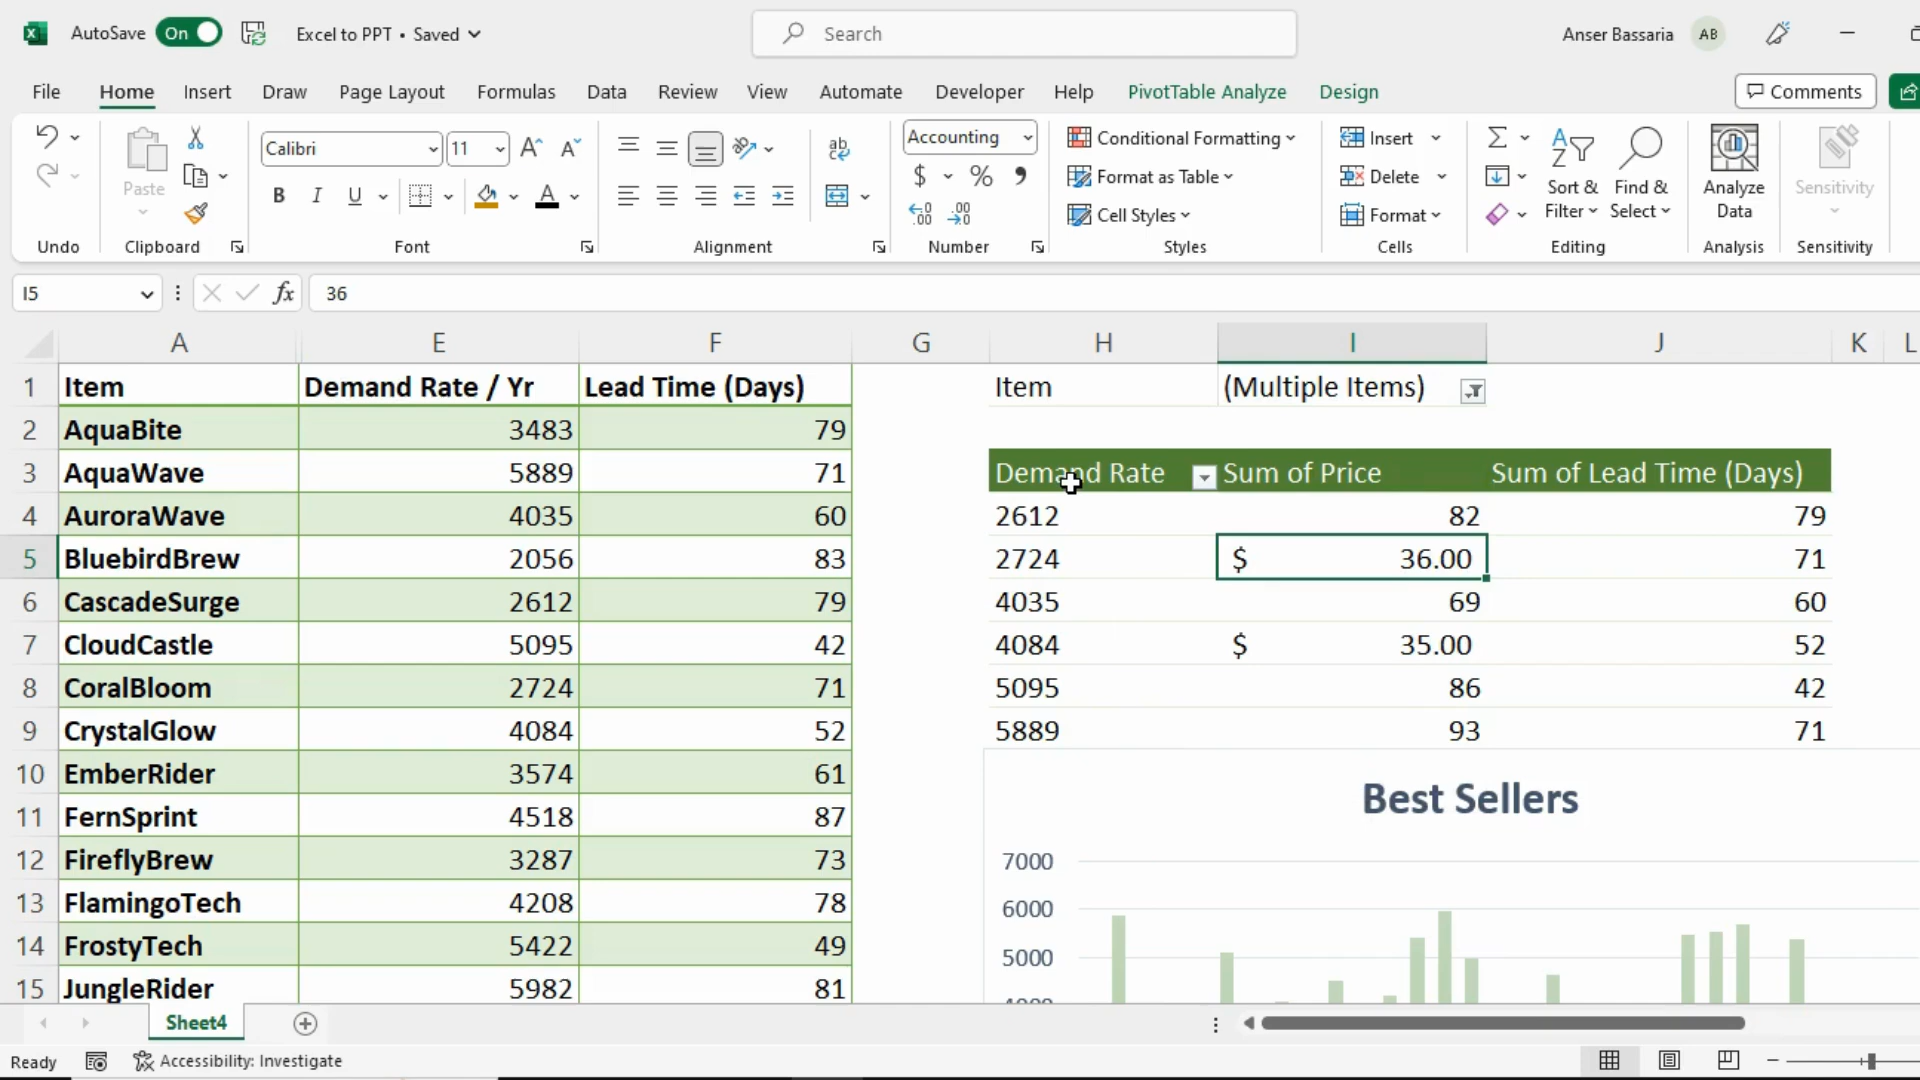 AutoSave On Excel to PPT • Saved Search Anser Bassaria AB
File Home Insert Draw Page Layout Formulas Data Review View Automate Developer Help PivotTable Analyze Design Comments
Paste Calibri 11 A A ab Accounting Conditional Formatting Insert Sort & Filter Find & Select Analyze Data Sensitivity
B I U A $ % Format as Table Delete
Cell Styles Format
Undo Clipboard Font Alignment Number Styles Cells Editing Analysis Sensitivity
I5 fx 36
A E F G H I J K L
1 Item Demand Rate / Yr Lead Time (Days) Item (Multiple Items)
2 AquaBite 3483 79
3 AquaWave 5889 71 Demand Rate Sum of Price Sum of Lead Time (Days)
4 AuroraWave 4035 60 2612 82 79
5 BluebirdBrew 2056 83 2724 $ 36.00 71
6 CascadeSurge 2612 79 4035 69 60
7 CloudCastle 5095 42 4084 $ 35.00 52
8 CoralBloom 2724 71 5095 86 42
9 CrystalGlow 4084 52 5889 93 71
10 EmberRider 3574 61 Best Sellers
11 FernSprint 4518 87 7000
12 FireflyBrew 3287 73
13 FlamingoTech 4208 78 6000
14 FrostyTech 5422 49 5000
15 JungleRider 5982 81
Sheet4
Ready Accessibility: Investigate